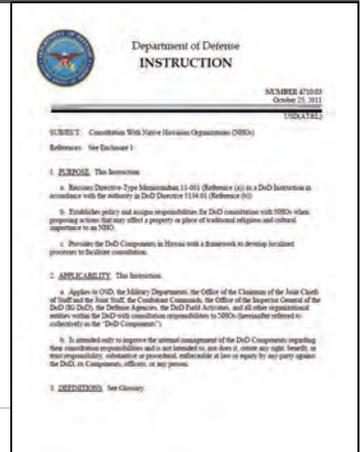 Department of Defense
INSTRUCTION
NUMBER 4710.03
October 25, 2011
USD(AT&L)
SUBJECT: Consultation With Native Hawaiian Organizations (NHOs)
References: See Enclosure 1
1. PURPOSE. This Instruction:
a. Reissues Directive-Type Memorandum 11-001 (Reference (a)) as a DoD Instruction in
accordance with the authority in DoD Directive 5134.01 (Reference (b)).
b. Establishes policy and assigns responsibilities for DoD consultation with NHOs when
proposing actions that may affect a property or place of traditional religious and cultural
importance to an NHO.
c. Provides the DoD Components in Hawaii with a framework to develop localized
processes to facilitate consultation.
2. APPLICABILITY. This Instruction:
a. Applies to OSD, the Military Departments, the Office of the Chairman of the Joint Chiefs
of Staff and the Joint Staff, the Combatant Commands, the Office of the Inspector General of the
DoD (IG DoD), the Defense Agencies, the DoD Field Activities, and all other organizational
entities within the DoD with consultation responsibilities to NHOs (hereinafter referred to
collectively as the "DoD Components").
b. Is intended only to improve the internal management of the DoD Components regarding
their consultation responsibilities and is not intended to, nor does it, create any right, benefit, or
trust responsibility, substantive or procedural, enforceable at law or equity by any party against
the DoD, its Components, officers, or any person.
3. DEFINITIONS. See Glossary.